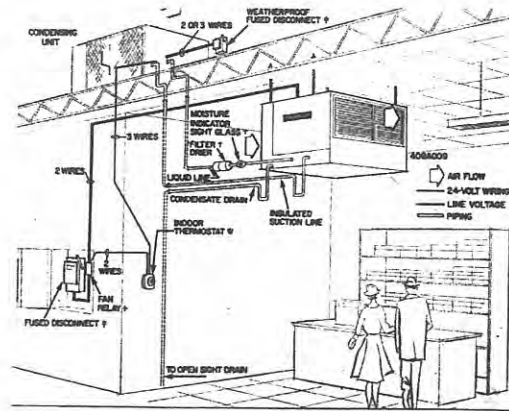 WEATHERPROOF
FUSED DISCONNECT †
CONDENSING
UNIT
2 OR 3 WIRES
3 WIRES
MOISTURE
INDICATOR
SIGHT GLASS †
FILTER †
DRIER
LIQUID LINE
CONDENSATE DRAIN
INSULATED
SUCTION LINE
2 WIRES
INDOOR
THERMOSTAT
2
WIRES
FAN
RELAY
FUSED DISCONNECT †
TO OPEN SIGHT DRAIN
40BA009
AIR FLOW
24-VOLT WIRING
LINE VOLTAGE
PIPING